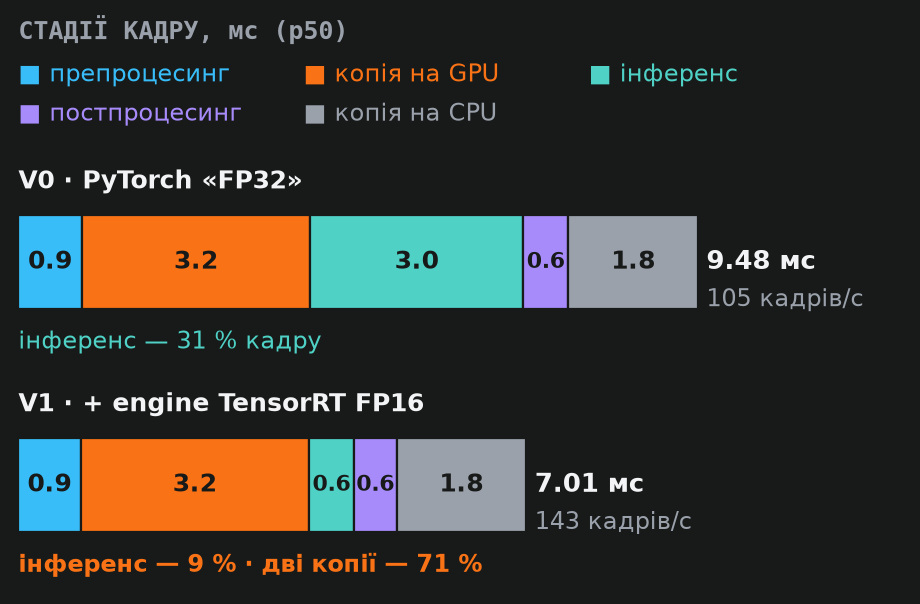 СТАДІЇ КАДРУ, мс (p50)
препроцесинг копія на GPU інференс
постпроцесинг копія на CPU
V0 · PyTorch «FP32»
0.9 3.2 3.0 0.6 1.8 9.48 мс
105 кадрів/с
інференс — 31 % кадру
V1 · + engine TensorRT FP16
0.9 3.2 0.6 0.6 1.8 7.01 мс
143 кадрів/с
інференс — 9 % · дві копії — 71 %